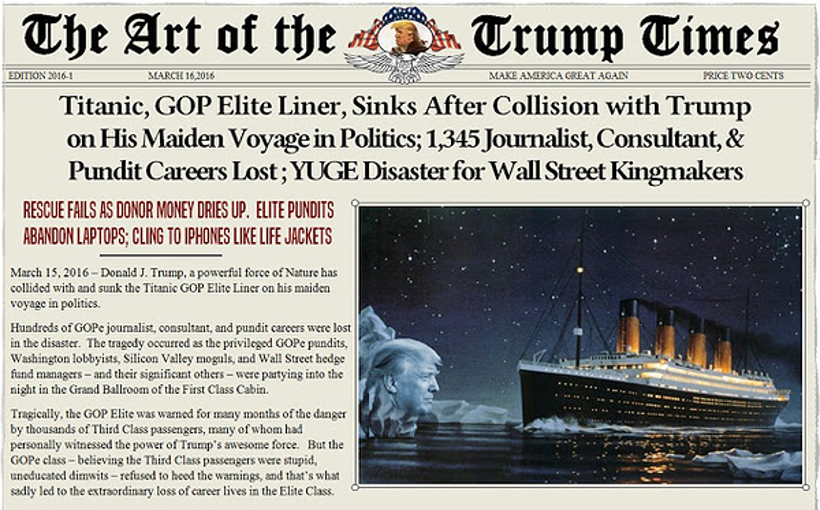 The Art of the Trump Times
EDITION 2016-1 MARCH 16,2016 MAKE AMERICA GREAT AGAIN PRICE TWO CENTS
Titanic, GOP Elite Liner, Sinks After Collision with Trump
on His Maiden Voyage in Politics; 1,345 Journalist, Consultant, &
Pundit Careers Lost ; YUGE Disaster for Wall Street Kingmakers
RESCUE FAILS AS DONOR MONEY DRIES UP. ELITE PUNDITS
ABANDON LAPTOPS; CLING TO IPHONES LIKE LIFE JACKETS
March 15, 2016 – Donald J. Trump, a powerful force of Nature has
collided with and sunk the Titanic GOP Elite Liner on his maiden
voyage in politics.
Hundreds of GOPe journalist, consultant, and pundit careers were lost
in the disaster. The tragedy occurred as the privileged GOPe pundits,
Washington lobbyists, Silicon Valley moguls, and Wall Street hedge
fund managers – and their significant others – were partying into the
night in the Grand Ballroom of the First Class Cabin.
Tragically, the GOP Elite was warned for many months of the danger
by thousands of Third Class passengers, many of whom had
personally witnessed the power of Trump's awesome force. But the
GOPe class – believing the Third Class passengers were stupid,
uneducated dimwits – refused to heed the warnings, and that's what
sadly led to the extraordinary loss of career lives in the Elite Class.